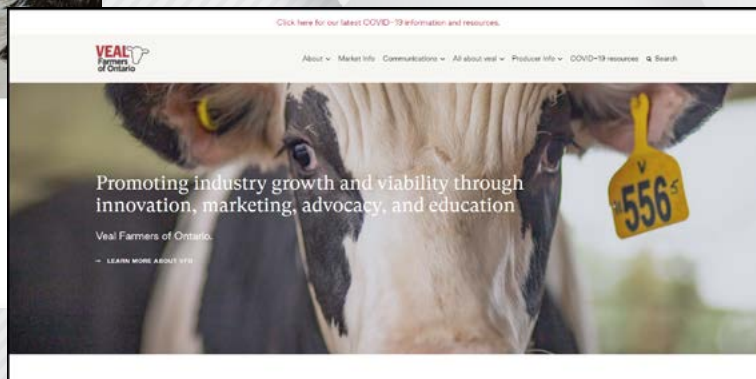 Click here for our latest COVID-19 information and resources.
VEAL
Farmers
of Ontario
About Market Info Communications All about veal Producer Info COVID-19 resources Search
Promoting industry growth and viability through
innovation, marketing, advocacy, and education
Veal Farmers of Ontario.
→ LEARN MORE ABOUT VFO
V
556
5